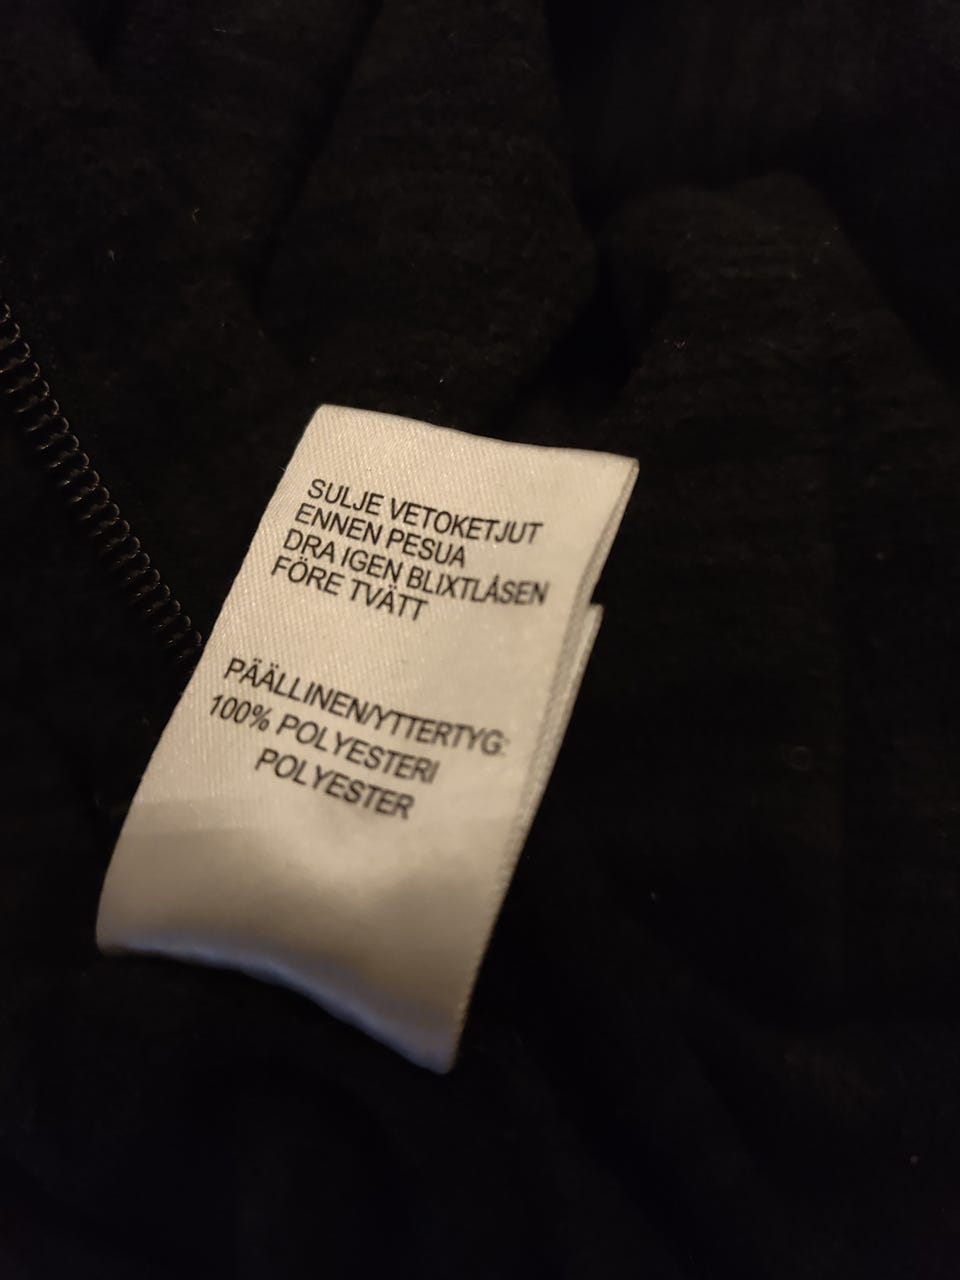 SULJE VETOKETJUT
ENNEN PESUA
DRA IGEN BLIXTLÅSEN
FÖRE TVÄTT
PÄÄLLINEN/YTTERTYG:
100% POLYESTERI
POLYESTER